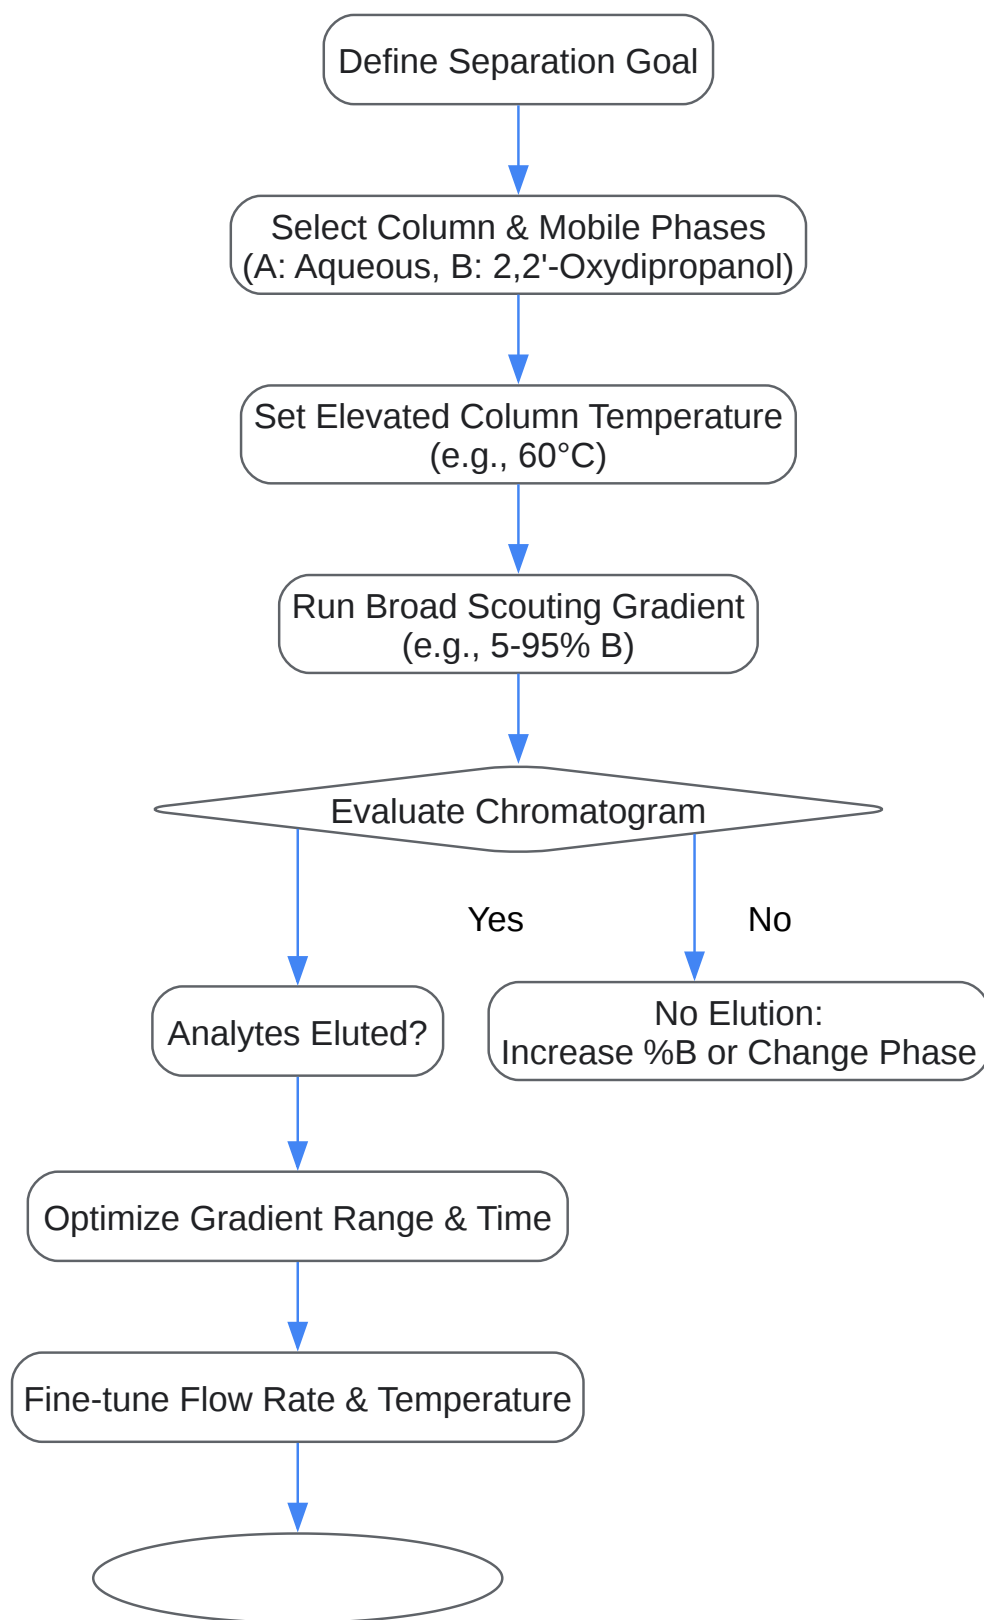 Define Separation Goal
Select Column & Mobile Phases
(A: Aqueous, B: 2,2'-Oxydipropanol)
Set Elevated Column Temperature
(e.g., 60°C)
Run Broad Scouting Gradient
(e.g., 5-95% B)
Evaluate Chromatogram
Yes
No
Analytes Eluted?
No Elution:
Increase %B or Change Phase
Optimize Gradient Range & Time
Fine-tune Flow Rate & Temperature